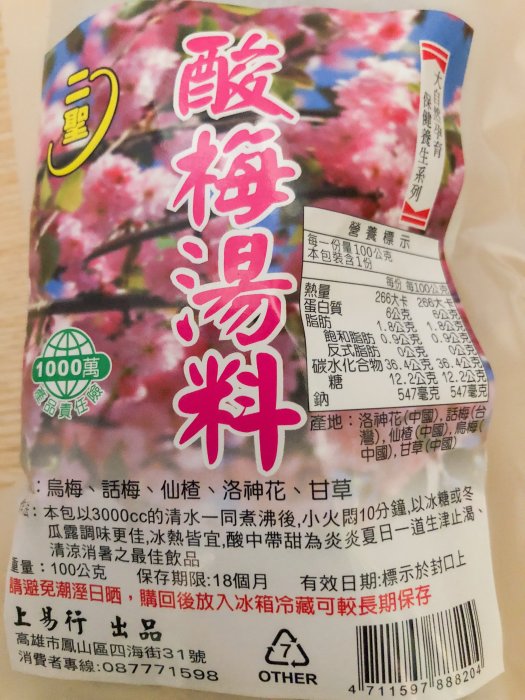 二聖
酸梅湯料
大自然孕育
保健養生系列
營養標示
每一份量100公克
本包裝含1份
每份 每100公克
熱量 266大卡 266大卡
蛋白質 6公克 6公克
脂肪 1.8公克 1.8公克
飽和脂肪 0.9公克 0.9公克
反式脂肪 0公克 0公克
碳水化合物 36.4公克 36.4公克
糖 12.2公克 12.2公克
鈉 547毫克 547毫克
1000萬
產品責任險
產地：洛神花(中國),話梅(台
灣),仙楂(中國),烏梅(
中國),甘草(中國)
：烏梅、話梅、仙楂、洛神花、甘草
：本包以3000cc的清水一同煮沸後,小火悶10分鐘,以冰糖或冬
瓜露調味更佳,冰熱皆宜,酸中帶甜為炎炎夏日一道生津止渴、
清涼消暑之最佳飲品
重量：100公克 保存期限:18個月 有效日期:標示於封口上
請避免潮溼日晒，購回後放入冰箱冷藏可較長期保存
上易行 出品
高雄市鳳山區四海街31號
消費者專線:087771598
7
OTHER
4 711597 888204